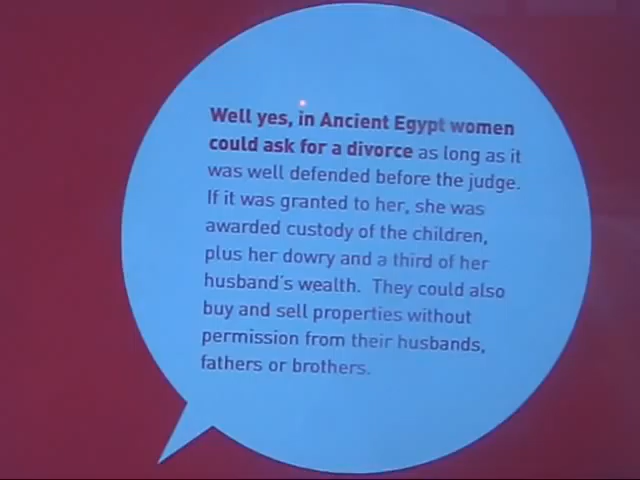 Well yes, in Ancient Egypt women
could ask for a divorce as long as it
was well defended before the judge.
If it was granted to her, she was
awarded custody of the children,
plus her dowry and a third of her
husband's wealth. They could also
buy and sell properties without
permission from their husbands,
fathers or brothers.